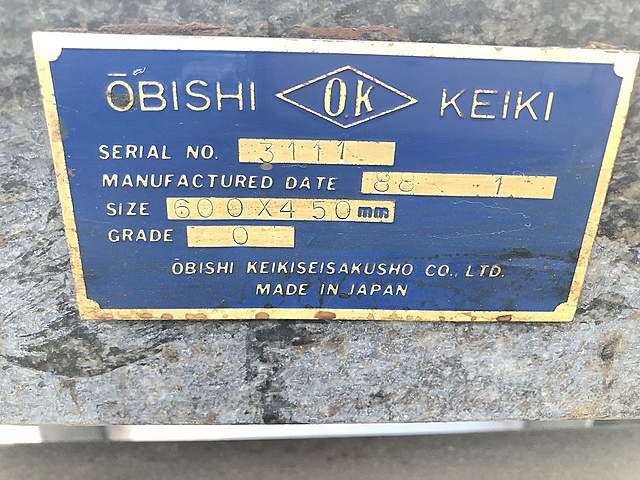 ŌBISHI O.K KEIKI
SERIAL NO. 3111
MANUFACTURED DATE 88 1
SIZE 600X450mm
GRADE 0
ŌBISHI KEIKISEISAKUSHO CO., LTD.
MADE IN JAPAN